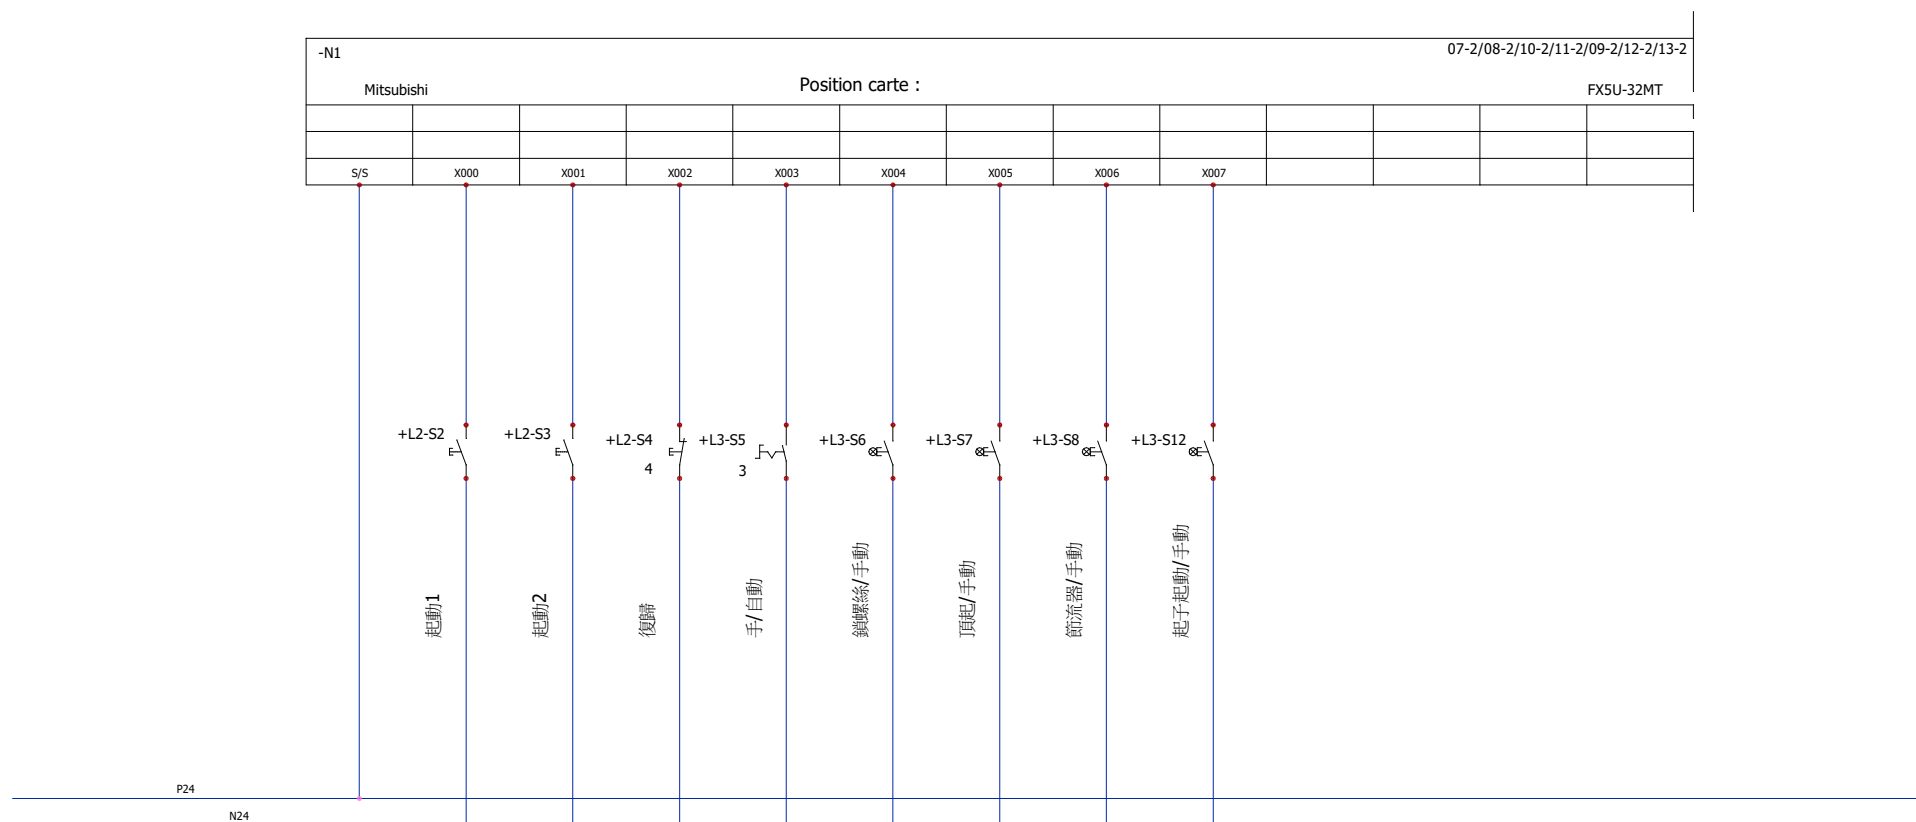 -N1
07-2/08-2/10-2/11-2/09-2/12-2/13-2
Mitsubishi
Position carte :
FX5U-32MT
S/S
X000
X001
X002
X003
X004
X005
X006
X007
+L2-S2
+L2-S3
+L2-S4
4
+L3-S5
3
+L3-S6
+L3-S7
+L3-S8
+L3-S12
起動1
起動2
復歸
手/自動
鎖螺絲/手動
頂起/手動
節流器/手動
起子起動/手動
P24
N24